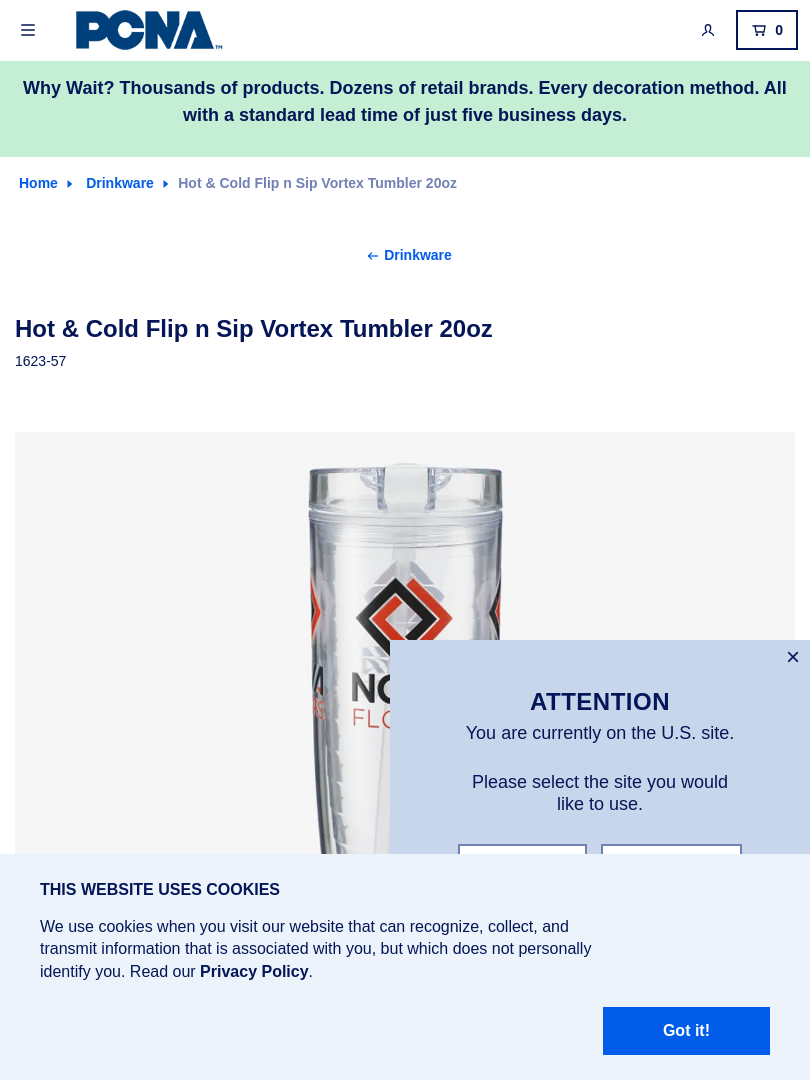 PCNA™
0
Why Wait? Thousands of products. Dozens of retail brands. Every decoration method. All
with a standard lead time of just five business days.
Home
Drinkware
Hot & Cold Flip n Sip Vortex Tumbler 20oz
Drinkware
Hot & Cold Flip n Sip Vortex Tumbler 20oz
1623-57
ATTENTION
You are currently on the U.S. site.
Please select the site you would
like to use.
THIS WEBSITE USES COOKIES
We use cookies when you visit our website that can recognize, collect, and
transmit information that is associated with you, but which does not personally
identify you. Read our Privacy Policy.
Got it!